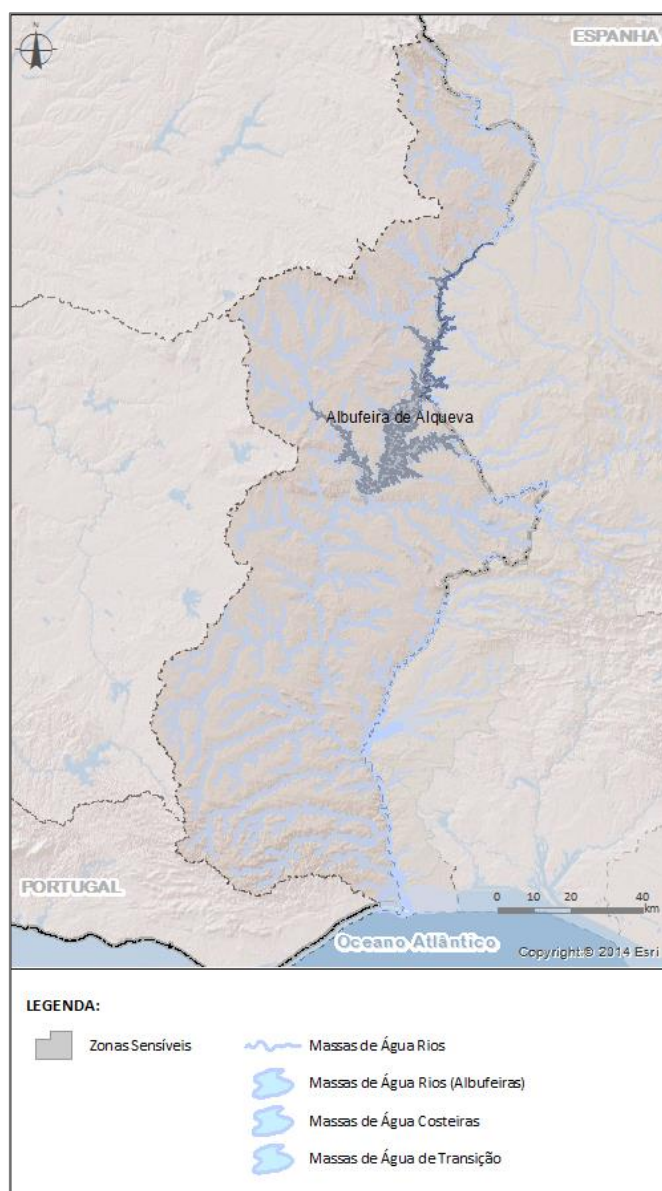 N
ESPANHA
Albufeira de Alqueva
PORTUGAL
0 10 20 40
km
Oceano Atlântico
Copyright:© 2014 Esri
LEGENDA:
Zonas Sensíveis
Massas de Água Rios
Massas de Água Rios (Albufeiras)
Massas de Água Costeiras
Massas de Água de Transição